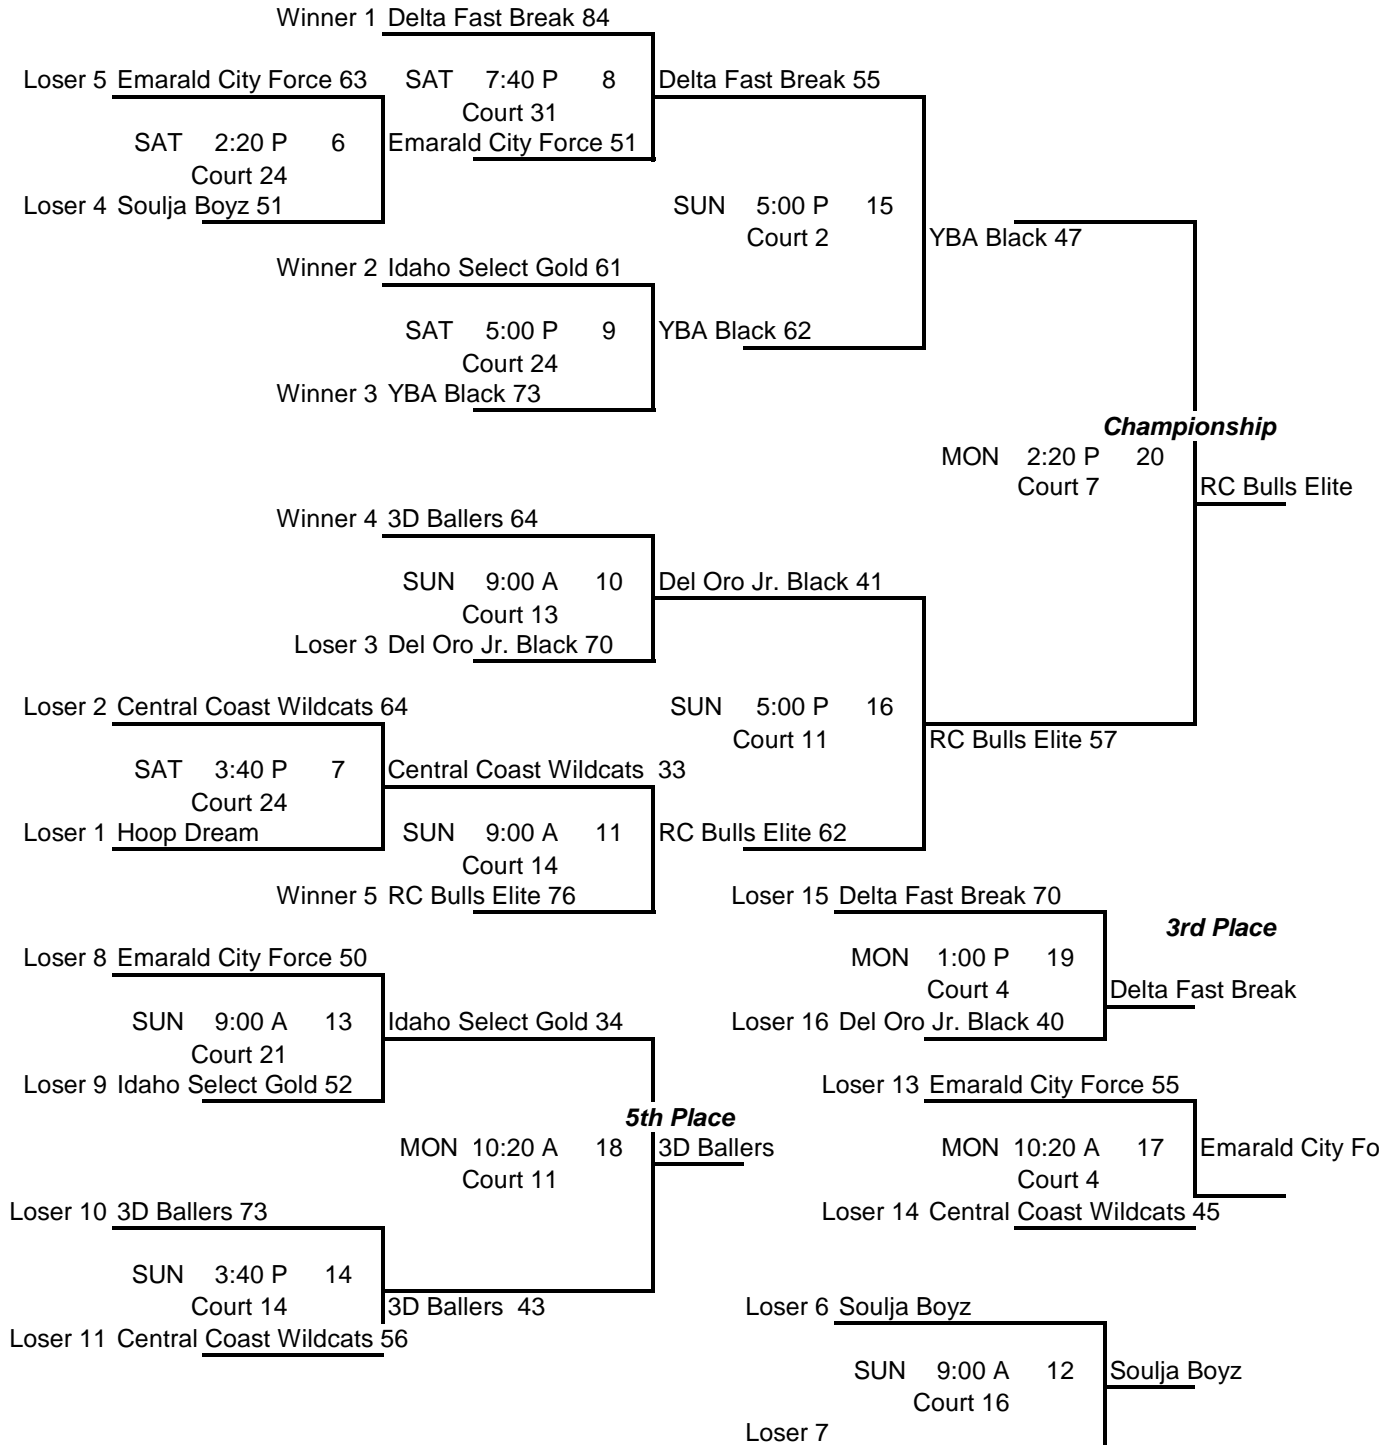 Winner 1 Delta Fast Break 84
Loser 5 Emarald City Force 63 SAT 7:40 P 8 Delta Fast Break 55
Court 31
SAT 2:20 P 6 Emarald City Force 51
Court 24
Loser 4 Soulja Boyz 51 SUN 5:00 P 15
Court 2 YBA Black 47
Winner 2 Idaho Select Gold 61
SAT 5:00 P 9 YBA Black 62
Court 24
Winner 3 YBA Black 73
Championship
MON 2:20 P 20
Court 7 RC Bulls Elite
Winner 4 3D Ballers 64
SUN 9:00 A 10 Del Oro Jr. Black 41
Court 13
Loser 3 Del Oro Jr. Black 70
Loser 2 Central Coast Wildcats 64 SUN 5:00 P 16
Court 11 RC Bulls Elite 57
SAT 3:40 P 7 Central Coast Wildcats 33
Court 24
Loser 1 Hoop Dream SUN 9:00 A 11 RC Bulls Elite 62
Court 14
Winner 5 RC Bulls Elite 76 Loser 15 Delta Fast Break 70
3rd Place
Loser 8 Emarald City Force 50 MON 1:00 P 19
Court 4 Delta Fast Break
SUN 9:00 A 13 Idaho Select Gold 34 Loser 16 Del Oro Jr. Black 40
Court 21
Loser 9 Idaho Select Gold 52 Loser 13 Emarald City Force 55
5th Place
MON 10:20 A 18 3D Ballers MON 10:20 A 17 Emarald City Fo
Court 11 Court 4
Loser 10 3D Ballers 73 Loser 14 Central Coast Wildcats 45
SUN 3:40 P 14
Court 14 3D Ballers 43 Loser 6 Soulja Boyz
Loser 11 Central Coast Wildcats 56
SUN 9:00 A 12 Soulja Boyz
Court 16
Loser 7